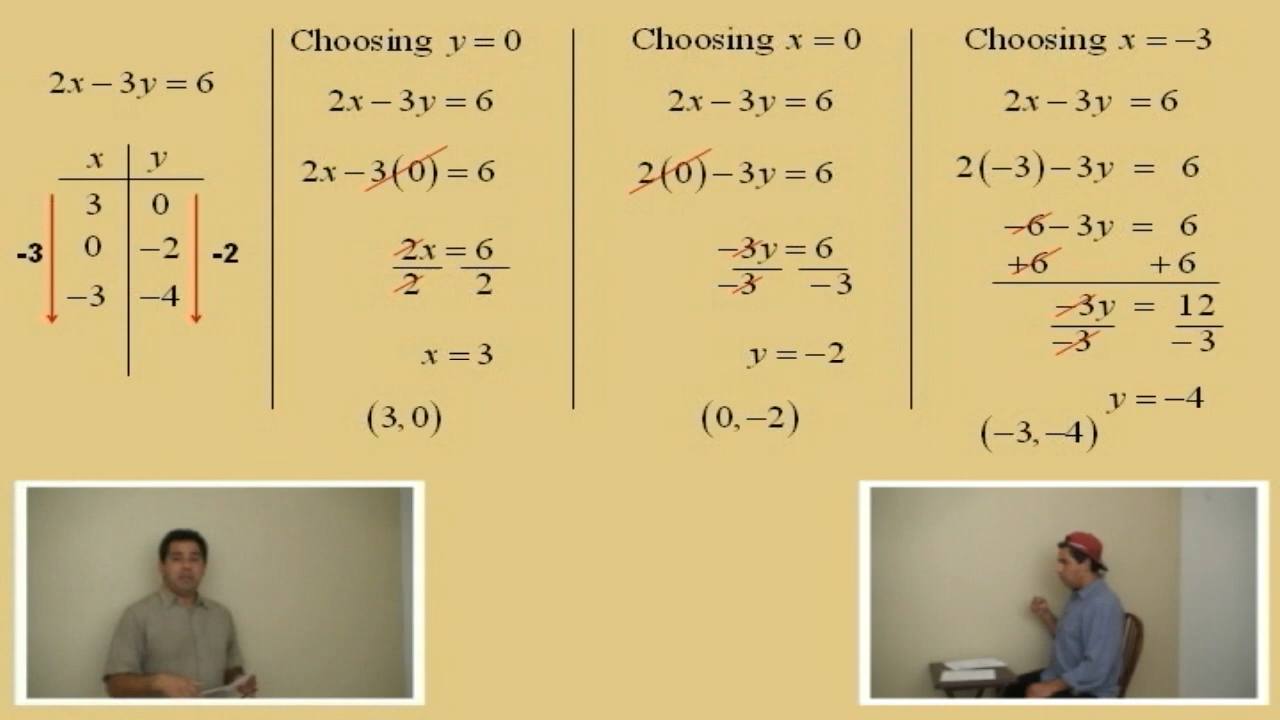 2x − 3y = 6
x y
3 0
0 −2
−3 −4
-3
-2
Choosing y = 0
2x − 3y = 6
2x − 3(0) = 6
2x = 6
2 2
x = 3
(3, 0)
Choosing x = 0
2x − 3y = 6
2(0) − 3y = 6
−3y = 6
−3 −3
y = −2
(0, −2)
Choosing x = −3
2x − 3y = 6
2(−3) − 3y = 6
−6 − 3y = 6
+6 +6
−3y = 12
−3 −3
y = −4
(−3, −4)